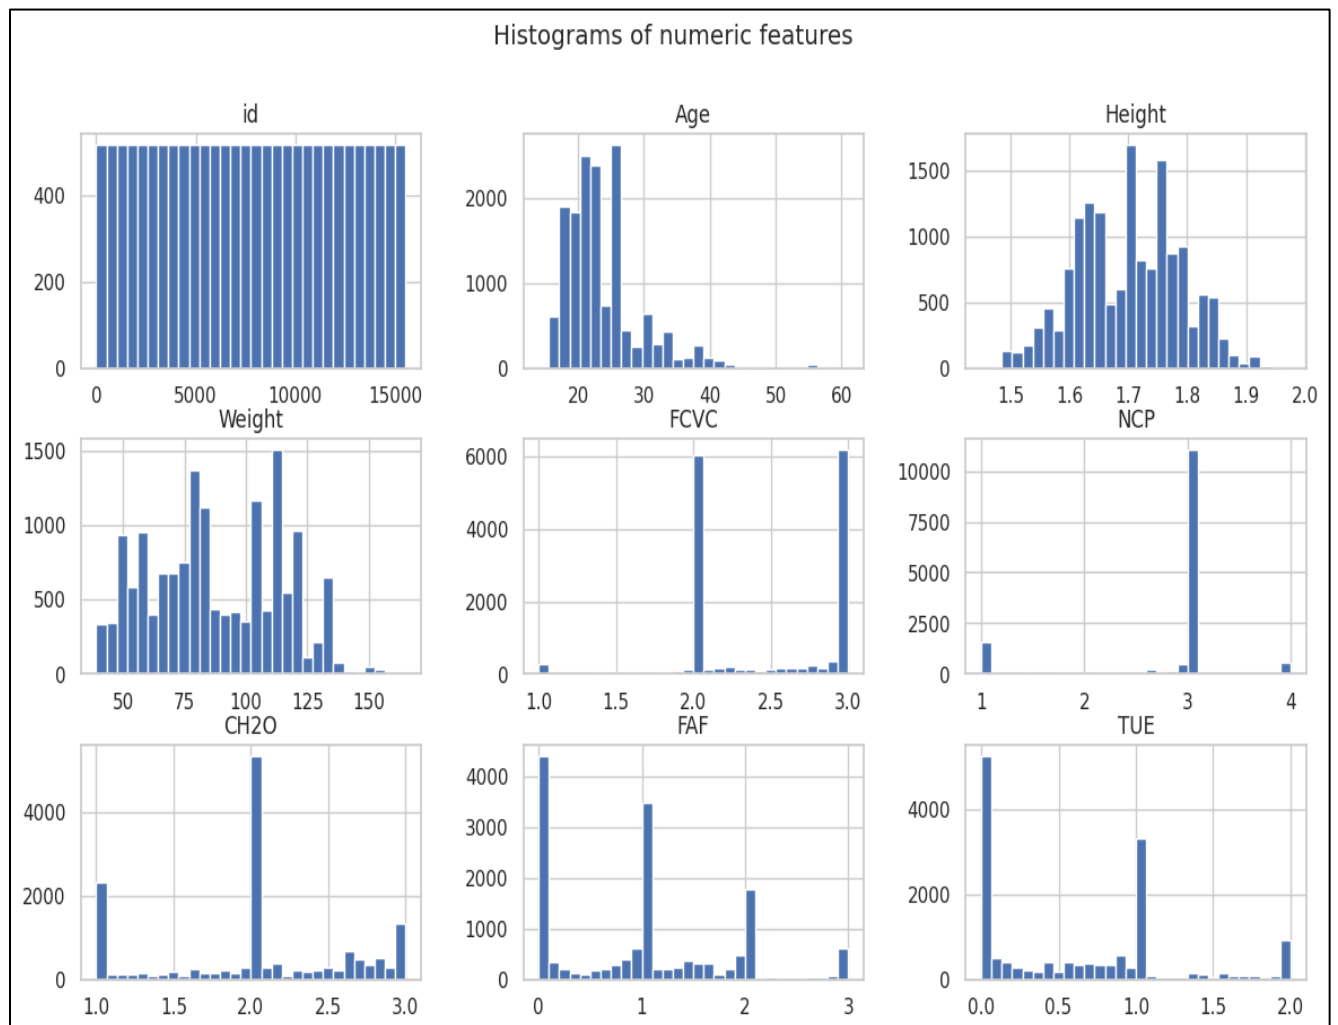 Histograms of numeric features
id
Age
Height
400
200
0
0 5000 10000 15000
2000
1000
0
20 30 40 50 60
1500
1000
500
0
1.5 1.6 1.7 1.8 1.9 2.0
Weight
FCVC
NCP
1500
1000
500
0
50 75 100 125 150
6000
4000
2000
0
1.0 1.5 2.0 2.5 3.0
10000
7500
5000
2500
0
1 2 3 4
CH2O
FAF
TUE
4000
2000
0
1.0 1.5 2.0 2.5 3.0
4000
3000
2000
1000
0
0 1 2 3
4000
2000
0
0.0 0.5 1.0 1.5 2.0